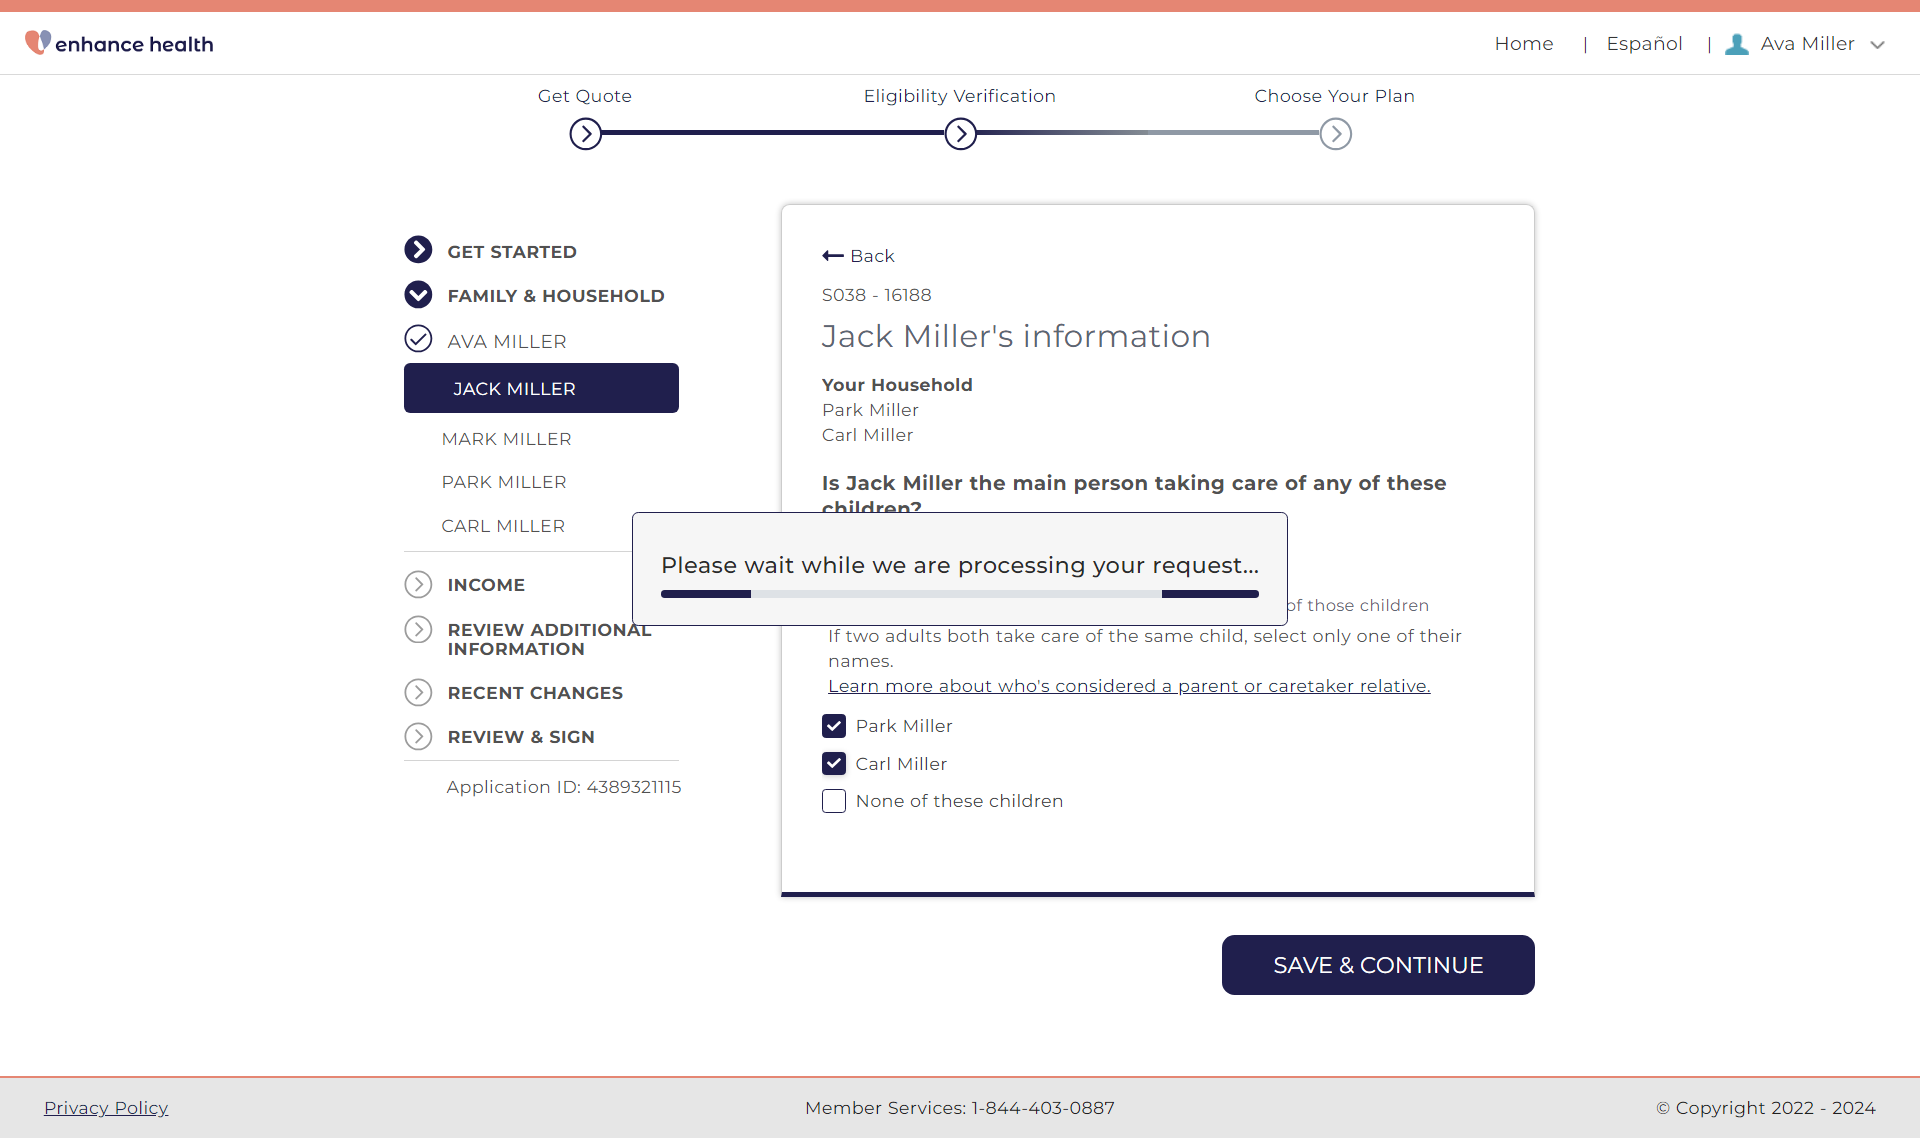 enhance health
Home | Español | Ava Miller
Get Quote
Eligibility Verification
Choose Your Plan
GET STARTED
FAMILY & HOUSEHOLD
AVA MILLER
JACK MILLER
MARK MILLER
PARK MILLER
CARL MILLER
INCOME
REVIEW ADDITIONAL
INFORMATION
RECENT CHANGES
REVIEW & SIGN
Application ID: 4389321115
Back
S038 - 16188
Jack Miller's information
Your Household
Park Miller
Carl Miller
Is Jack Miller the main person taking care of any of these
children?
Please wait while we are processing your request...
of those children
If two adults both take care of the same child, select only one of their
names.
Learn more about who's considered a parent or caretaker relative.
Park Miller
Carl Miller
None of these children
SAVE & CONTINUE
Privacy Policy
Member Services: 1-844-403-0887
© Copyright 2022 - 2024